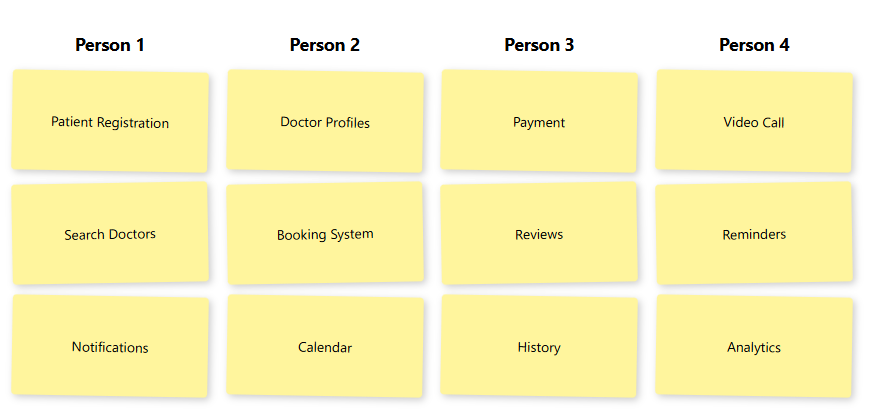 Person 1
Person 2
Person 3
Person 4
Patient Registration
Doctor Profiles
Payment
Video Call
Search Doctors
Booking System
Reviews
Reminders
Notifications
Calendar
History
Analytics